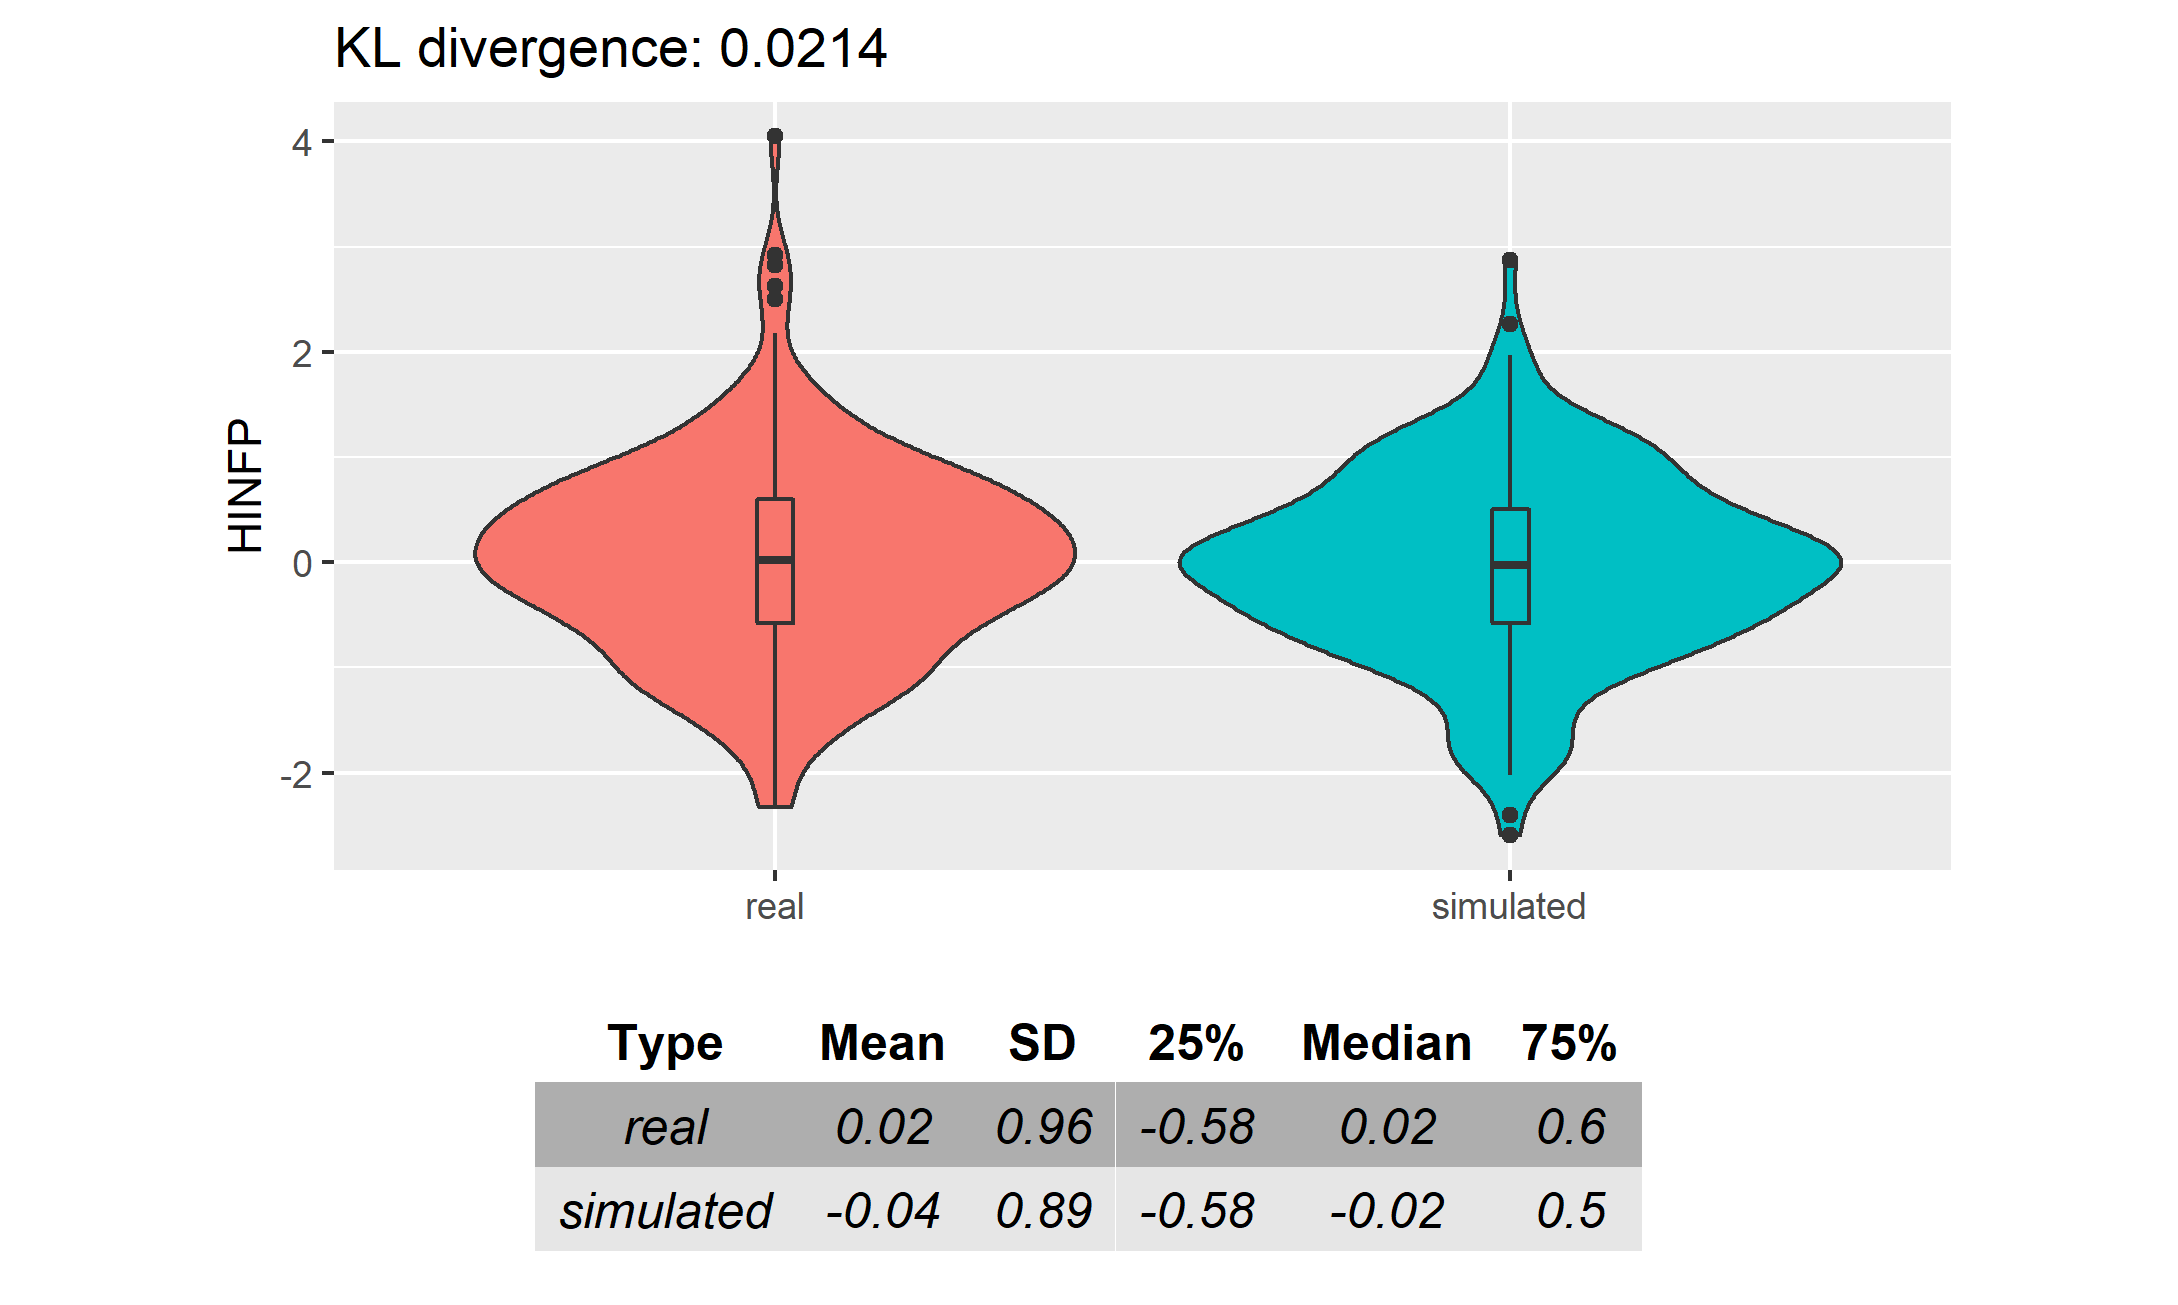 KL divergence: 0.0214
4
2
0
-2
HINFP
real
simulated
Type Mean SD 25% Median 75%
real 0.02 0.96 -0.58 0.02 0.6
simulated -0.04 0.89 -0.58 -0.02 0.5